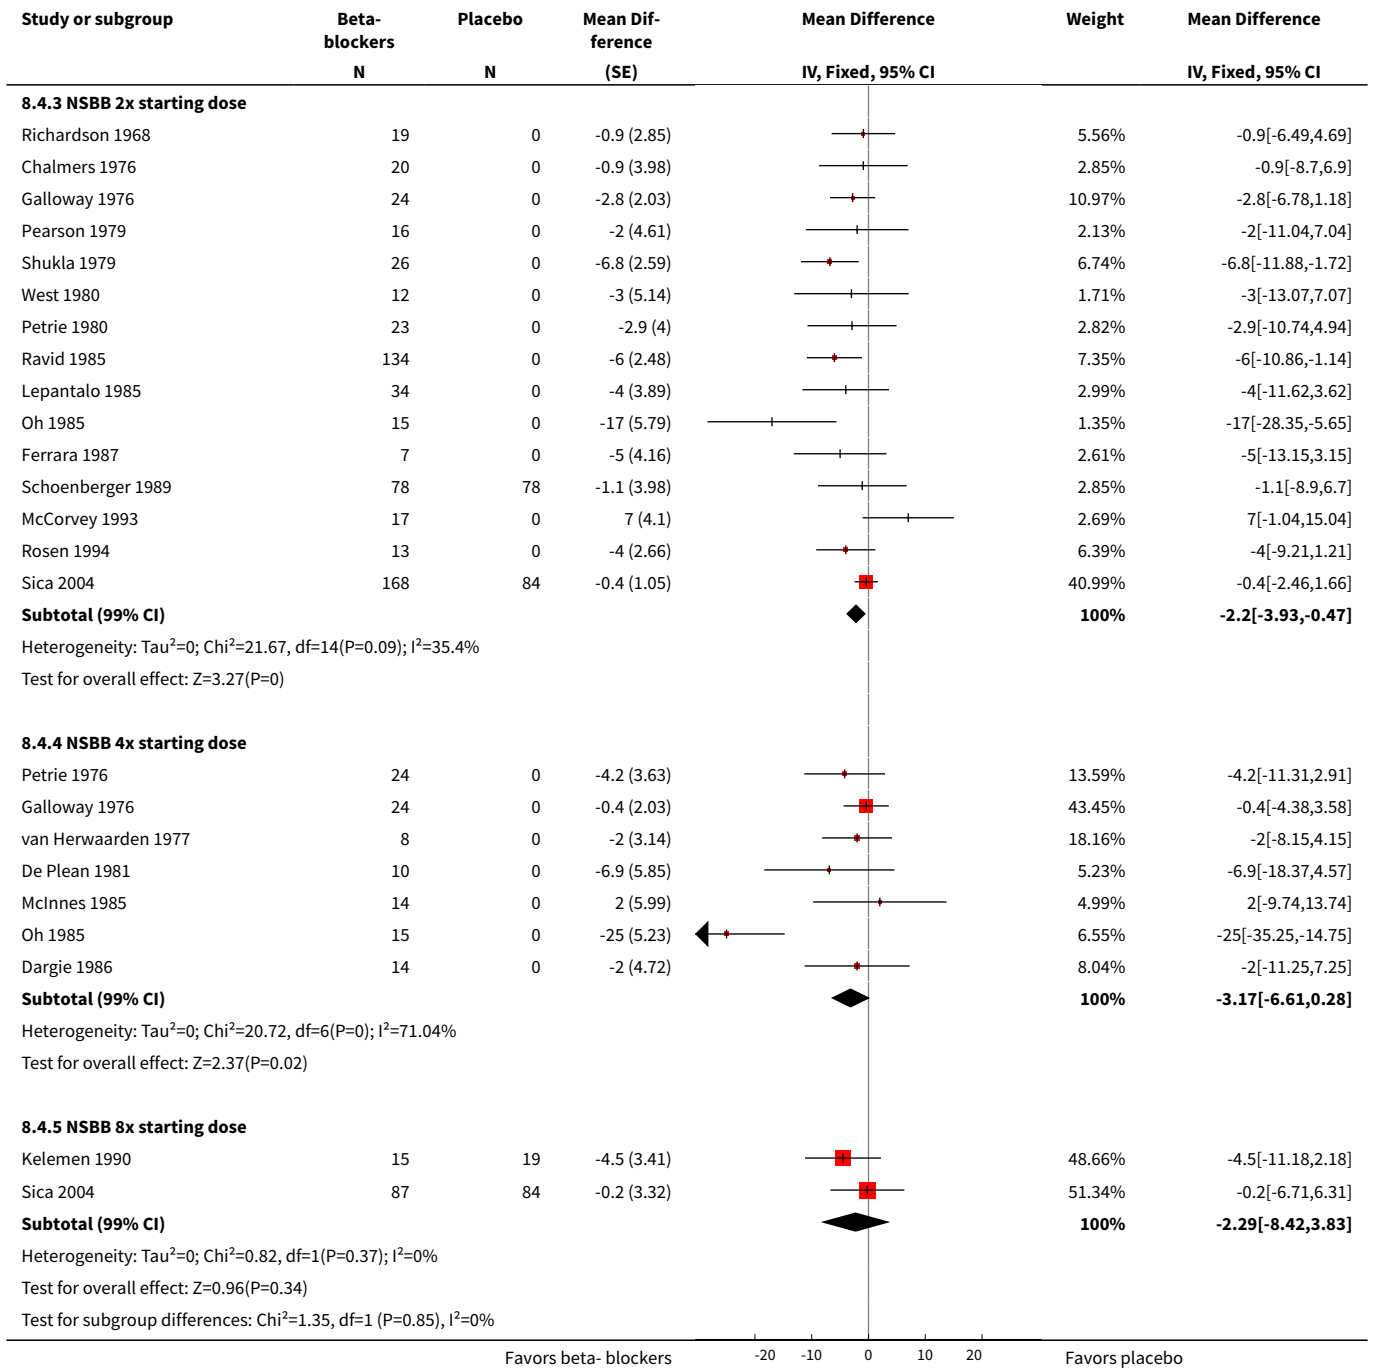 Study or subgroup Beta-blockers Placebo Mean Dif-ference Mean Difference Weight Mean Difference
N N (SE) IV, Fixed, 95% CI IV, Fixed, 95% CI
8.4.3 NSBB 2x starting dose
Richardson 1968 19 0 -0.9 (2.85) 5.56% -0.9[-6.49,4.69]
Chalmers 1976 20 0 -0.9 (3.98) 2.85% -0.9[-8.7,6.9]
Galloway 1976 24 0 -2.8 (2.03) 10.97% -2.8[-6.78,1.18]
Pearson 1979 16 0 -2 (4.61) 2.13% -2[-11.04,7.04]
Shukla 1979 26 0 -6.8 (2.59) 6.74% -6.8[-11.88,-1.72]
West 1980 12 0 -3 (5.14) 1.71% -3[-13.07,7.07]
Petrie 1980 23 0 -2.9 (4) 2.82% -2.9[-10.74,4.94]
Ravid 1985 134 0 -6 (2.48) 7.35% -6[-10.86,-1.14]
Lepantalo 1985 34 0 -4 (3.89) 2.99% -4[-11.62,3.62]
Oh 1985 15 0 -17 (5.79) 1.35% -17[-28.35,-5.65]
Ferrara 1987 7 0 -5 (4.16) 2.61% -5[-13.15,3.15]
Schoenberger 1989 78 78 -1.1 (3.98) 2.85% -1.1[-8.9,6.7]
McCorvey 1993 17 0 7 (4.1) 2.69% 7[-1.04,15.04]
Rosen 1994 13 0 -4 (2.66) 6.39% -4[-9.21,1.21]
Sica 2004 168 84 -0.4 (1.05) 40.99% -0.4[-2.46,1.66]
Subtotal (99% CI) 100% -2.2[-3.93,-0.47]
Heterogeneity: Tau²=0; Chi²=21.67, df=14(P=0.09); I²=35.4%
Test for overall effect: Z=3.27(P=0)
8.4.4 NSBB 4x starting dose
Petrie 1976 24 0 -4.2 (3.63) 13.59% -4.2[-11.31,2.91]
Galloway 1976 24 0 -0.4 (2.03) 43.45% -0.4[-4.38,3.58]
van Herwaarden 1977 8 0 -2 (3.14) 18.16% -2[-8.15,4.15]
De Plean 1981 10 0 -6.9 (5.85) 5.23% -6.9[-18.37,4.57]
McInnes 1985 14 0 2 (5.99) 4.99% 2[-9.74,13.74]
Oh 1985 15 0 -25 (5.23) 6.55% -25[-35.25,-14.75]
Dargie 1986 14 0 -2 (4.72) 8.04% -2[-11.25,7.25]
Subtotal (99% CI) 100% -3.17[-6.61,0.28]
Heterogeneity: Tau²=0; Chi²=20.72, df=6(P=0); I²=71.04%
Test for overall effect: Z=2.37(P=0.02)
8.4.5 NSBB 8x starting dose
Kelemen 1990 15 19 -4.5 (3.41) 48.66% -4.5[-11.18,2.18]
Sica 2004 87 84 -0.2 (3.32) 51.34% -0.2[-6.71,6.31]
Subtotal (99% CI) 100% -2.29[-8.42,3.83]
Heterogeneity: Tau²=0; Chi²=0.82, df=1(P=0.37); I²=0%
Test for overall effect: Z=0.96(P=0.34)
Test for subgroup differences: Chi²=1.35, df=1 (P=0.85), I²=0%
Favors beta- blockers -20 -10 0 10 20 Favors placebo